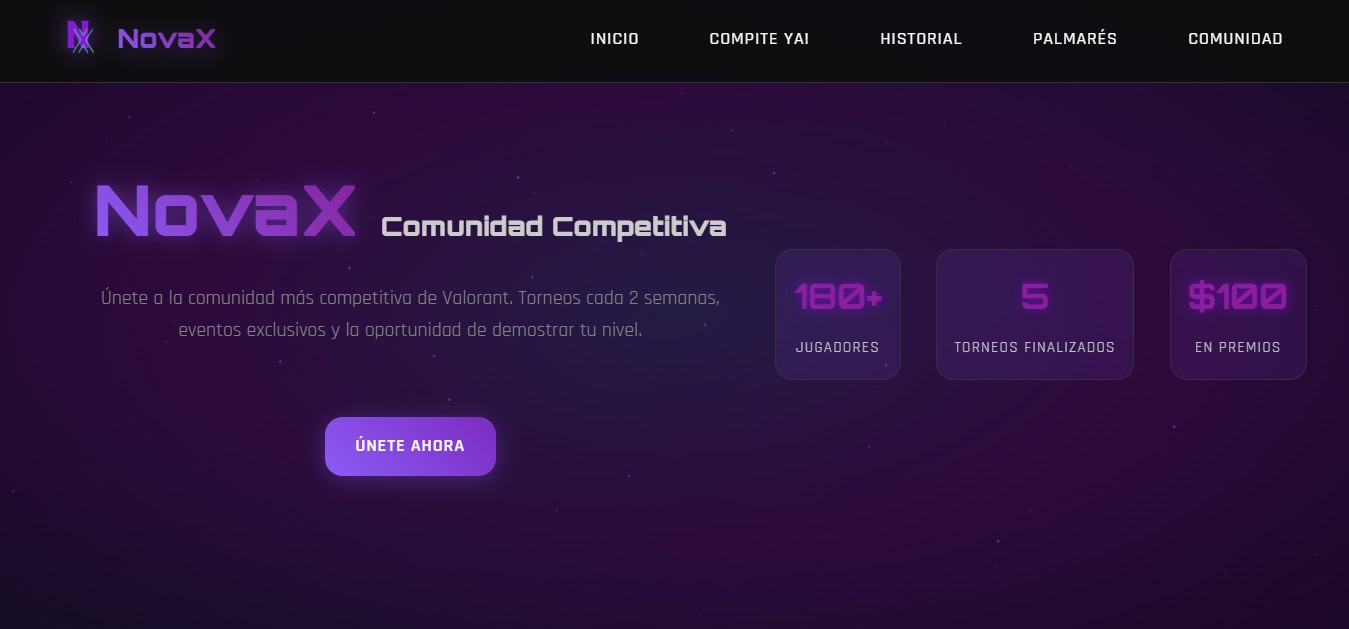 NovaX
INICIO
COMPITE YA!
HISTORIAL
PALMARÉS
COMUNIDAD
NovaX Comunidad Competitiva
Únete a la comunidad más competitiva de Valorant. Torneos cada 2 semanas,
eventos exclusivos y la oportunidad de demostrar tu nivel.
ÚNETE AHORA
180+
JUGADORES
5
TORNEOS FINALIZADOS
$100
EN PREMIOS